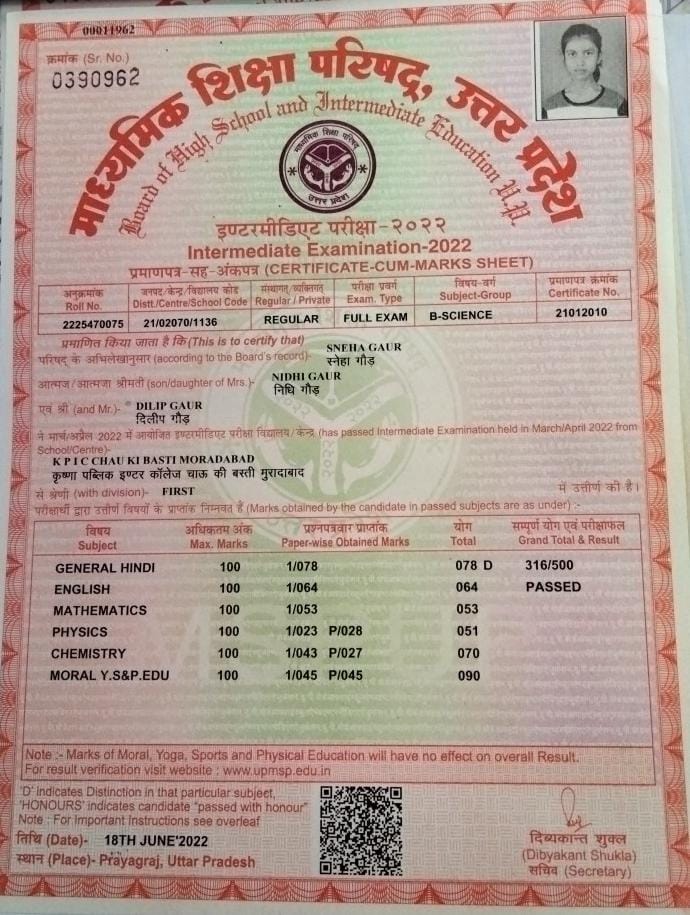 00011962
क्रमांक (Sr. No.)
0390962
माध्यमिक शिक्षा परिषद्, उत्तर प्रदेश
Board of High School and Intermediate Education U.P.
माध्यमिक शिक्षा परिषद
उत्तर प्रदेश
इण्टरमीडिएट परीक्षा-२०२२
Intermediate Examination-2022
प्रमाणपत्र-सह-अंकपत्र (CERTIFICATE-CUM-MARKS SHEET)
अनुक्रमांक जनपद/केन्द्र/विद्यालय कोड संस्थागत/व्यक्तिगत परीक्षा प्रवर्ग विषय-वर्ग प्रमाणपत्र क्रमांक
Roll No. Distt./Centre/School Code Regular / Private Exam. Type Subject-Group Certificate No.
2225470075 21/02070/1136 REGULAR FULL EXAM B-SCIENCE 21012010
प्रमाणित किया जाता है कि (This is to certify that) SNEHA GAUR
परिषद के अभिलेखानुसार (according to the Board's record)- स्नेहा गौड़
आत्मज/आत्मजा श्रीमती (son/daughter of Mrs.)- NIDHI GAUR
निधि गौड़
एवं श्री (and Mr.)- DILIP GAUR
दिलीप गौड़
ने मार्च/अप्रैल 2022 में आयोजित इण्टरमीडिएट परीक्षा विद्यालय/केन्द्र (has passed Intermediate Examination held in March/April 2022 from
School/Centre)-
K P I C CHAU KI BASTI MORADABAD
कृष्णा पब्लिक इण्टर कॉलेज चाऊ की बस्ती मुरादाबाद
से श्रेणी (with division)- FIRST में उत्तीर्ण की है।
परीक्षार्थी द्वारा उत्तीर्ण विषयों के प्राप्तांक निम्नवत हैं (Marks obtained by the candidate in passed subjects are as under) :-
विषय अधिकतम अंक प्रश्नपत्रवार प्राप्तांक योग सम्पूर्ण योग एवं परीक्षाफल
Subject Max. Marks Paper-wise Obtained Marks Total Grand Total & Result
GENERAL HINDI 100 1/078 078 D 316/500
ENGLISH 100 1/064 064 PASSED
MATHEMATICS 100 1/053 053
PHYSICS 100 1/023 P/028 051
CHEMISTRY 100 1/043 P/027 070
MORAL Y.S&P.EDU 100 1/045 P/045 090
Note :- Marks of Moral, Yoga, Sports and Physical Education will have no effect on overall Result.
For result verification visit website : www.upmsp.edu.in
'D' indicates Distinction in that particular subject,
'HONOURS' indicates candidate "passed with honour"
Note : For Important Instructions see overleaf
तिथि (Date)- 18TH JUNE'2022
स्थान (Place)- Prayagraj, Uttar Pradesh
दिव्यकान्त शुक्ल
(Dibyakant Shukla)
सचिव (Secretary)